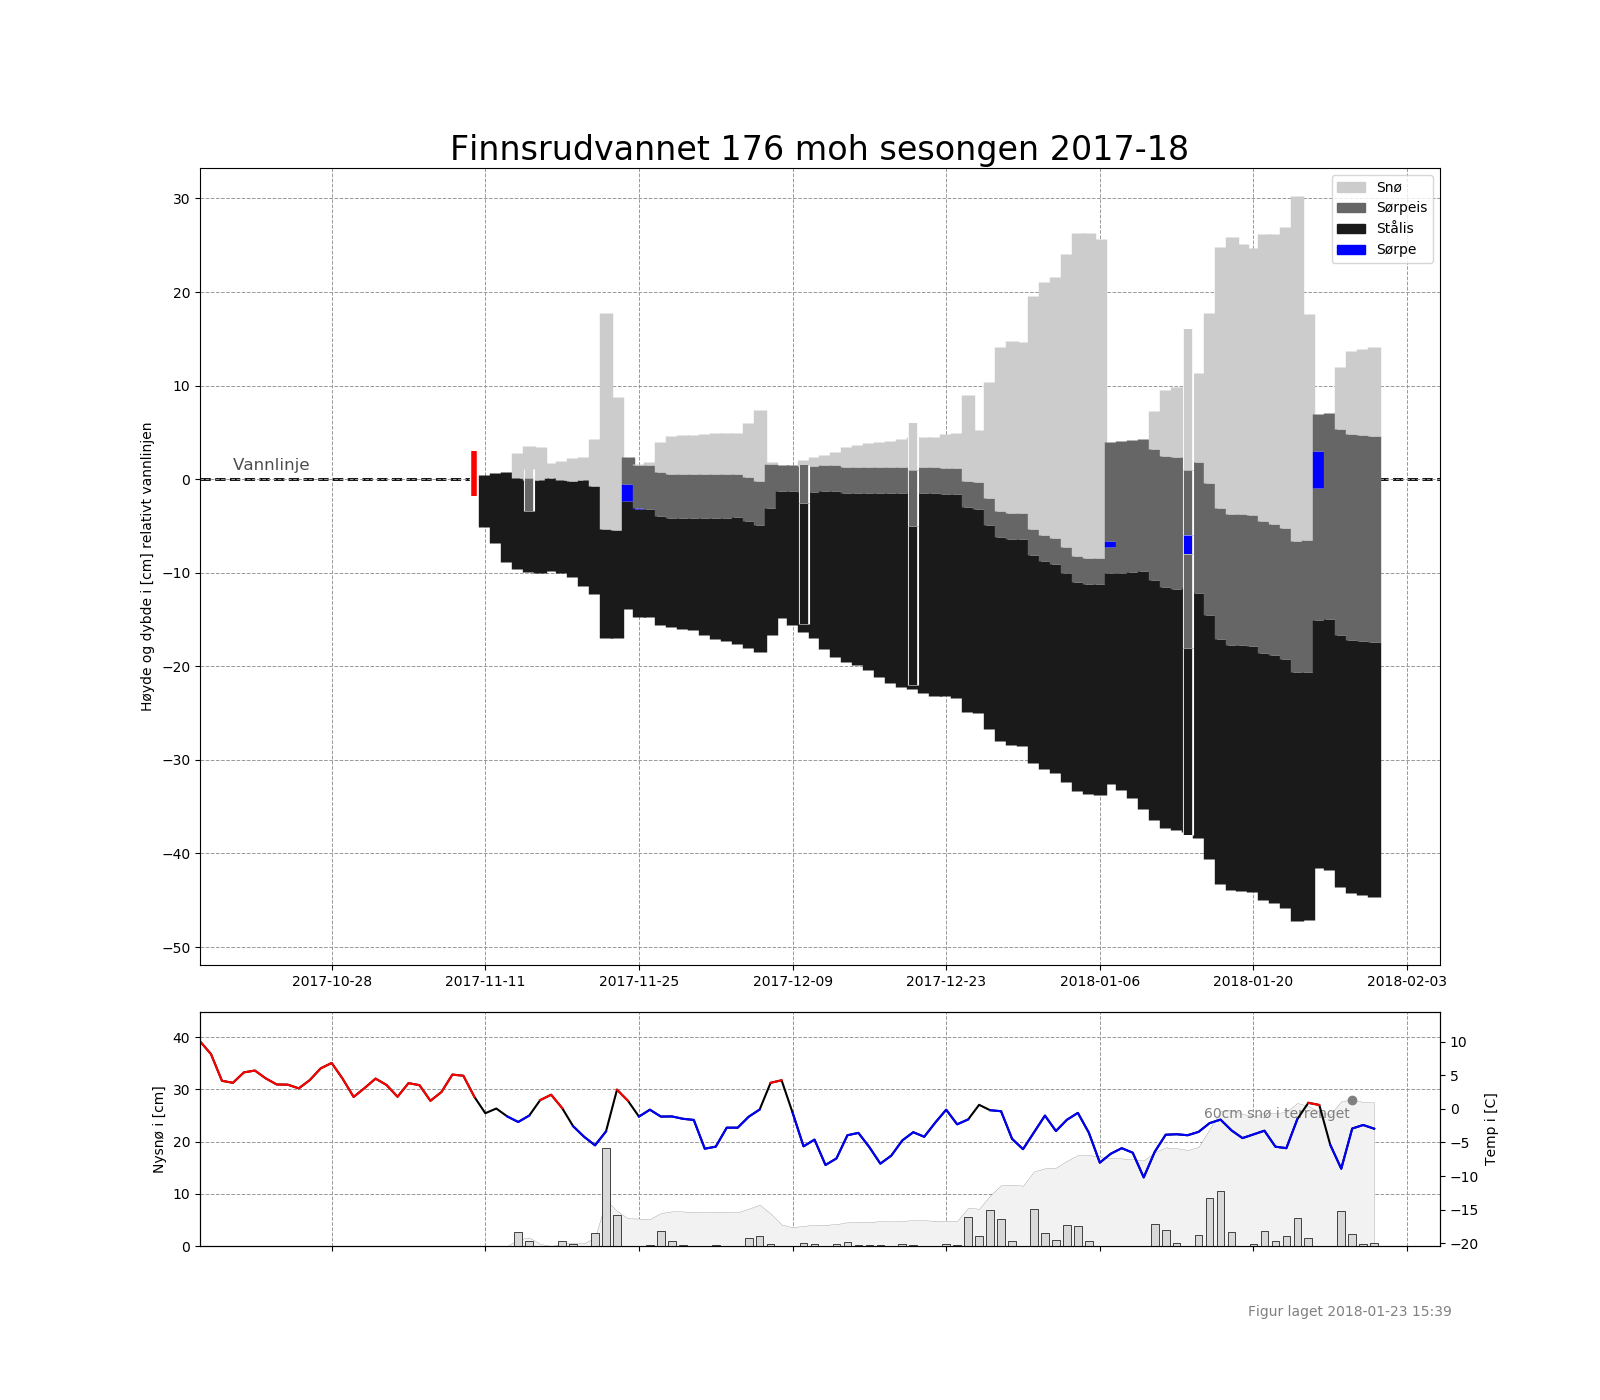 Finnsrudvannet 176 moh sesongen 2017-18
Snø
Sørpeis
Stålis
Sørpe
Vannlinje
Høyde og dybde i [cm] relativt vannlinjen
30
20
10
0
−10
−20
−30
−40
−50
2017-10-28 2017-11-11 2017-11-25 2017-12-09 2017-12-23 2018-01-06 2018-01-20 2018-02-03
Nysnø i [cm]
40
30
20
10
0
60cm snø i terrenget
10
5
0
−5
−10
−15
−20
Temp i [C]
Figur laget 2018-01-23 15:39